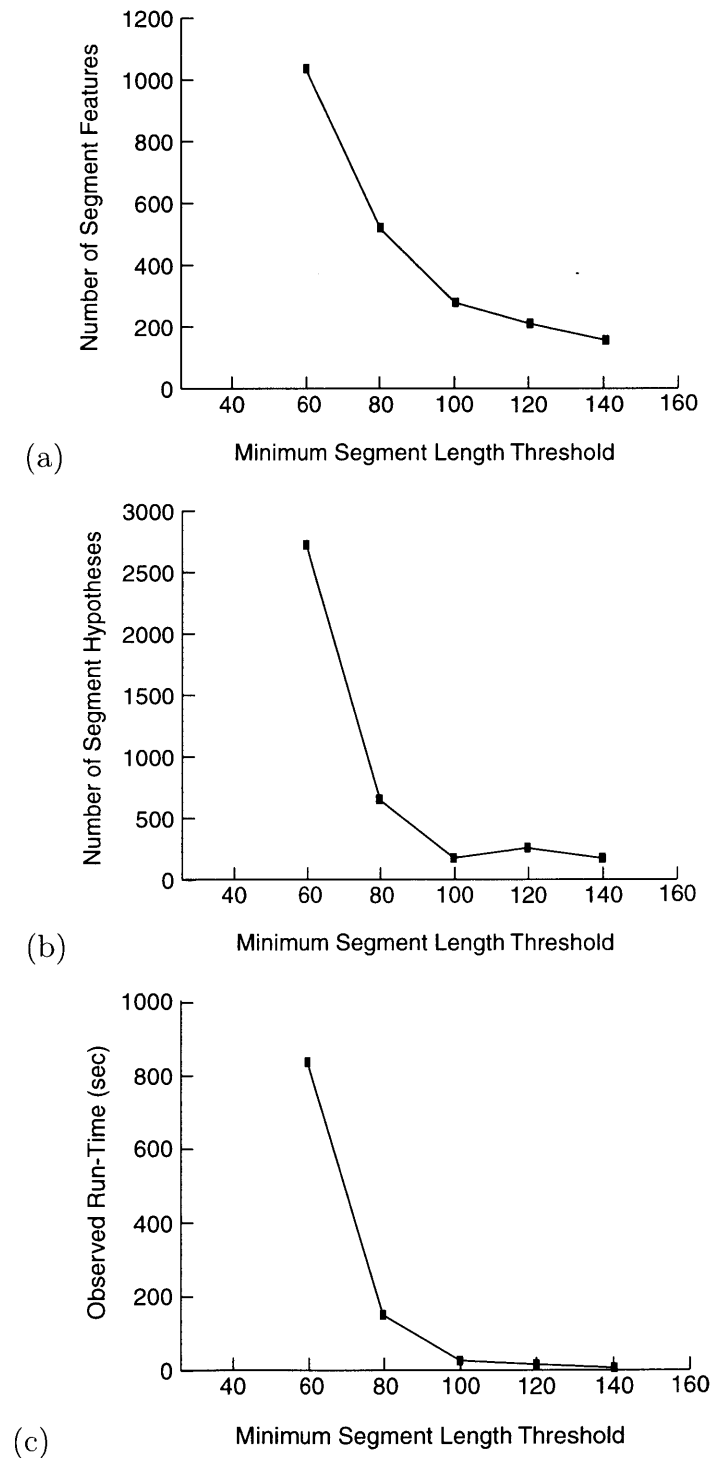 1200
1000
800
600
400
200
0
Number of Segment Features
40 60 80 100 120 140 160
Minimum Segment Length Threshold
(a)
3000
2500
2000
1500
1000
500
0
Number of Segment Hypotheses
40 60 80 100 120 140 160
Minimum Segment Length Threshold
(b)
1000
800
600
400
200
0
Observed Run-Time (sec)
40 60 80 100 120 140 160
Minimum Segment Length Threshold
(c)